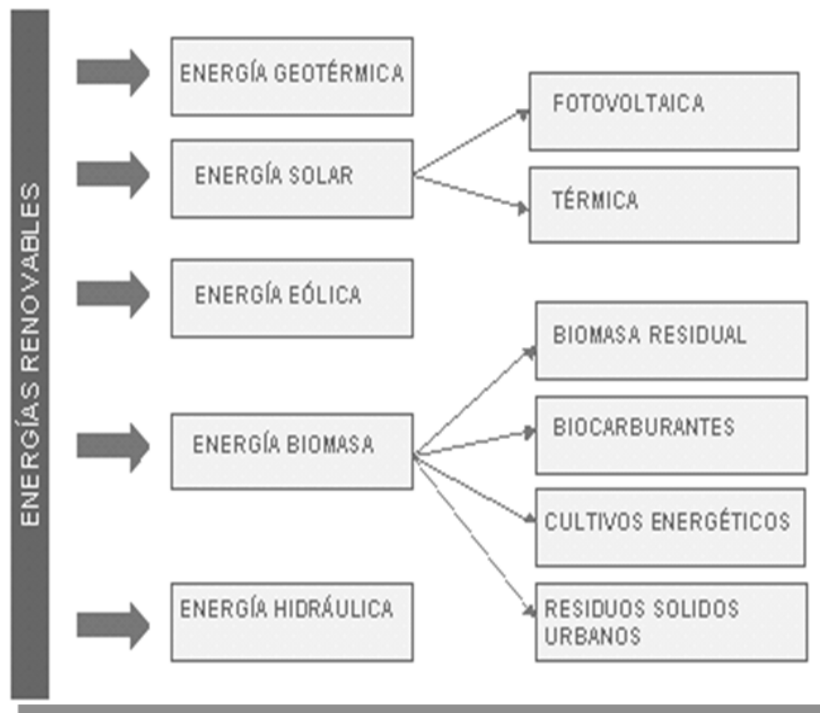 ENERGÍAS RENOVABLES
ENERGÍA GEOTÉRMICA
ENERGÍA SOLAR
FOTOVOLTAICA
TÉRMICA
ENERGÍA EÓLICA
ENERGÍA BIOMASA
BIOMASA RESIDUAL
BIOCARBURANTES
CULTIVOS ENERGÉTICOS
RESIDUOS SOLIDOS
URBANOS
ENERGÍA HIDRÁULICA